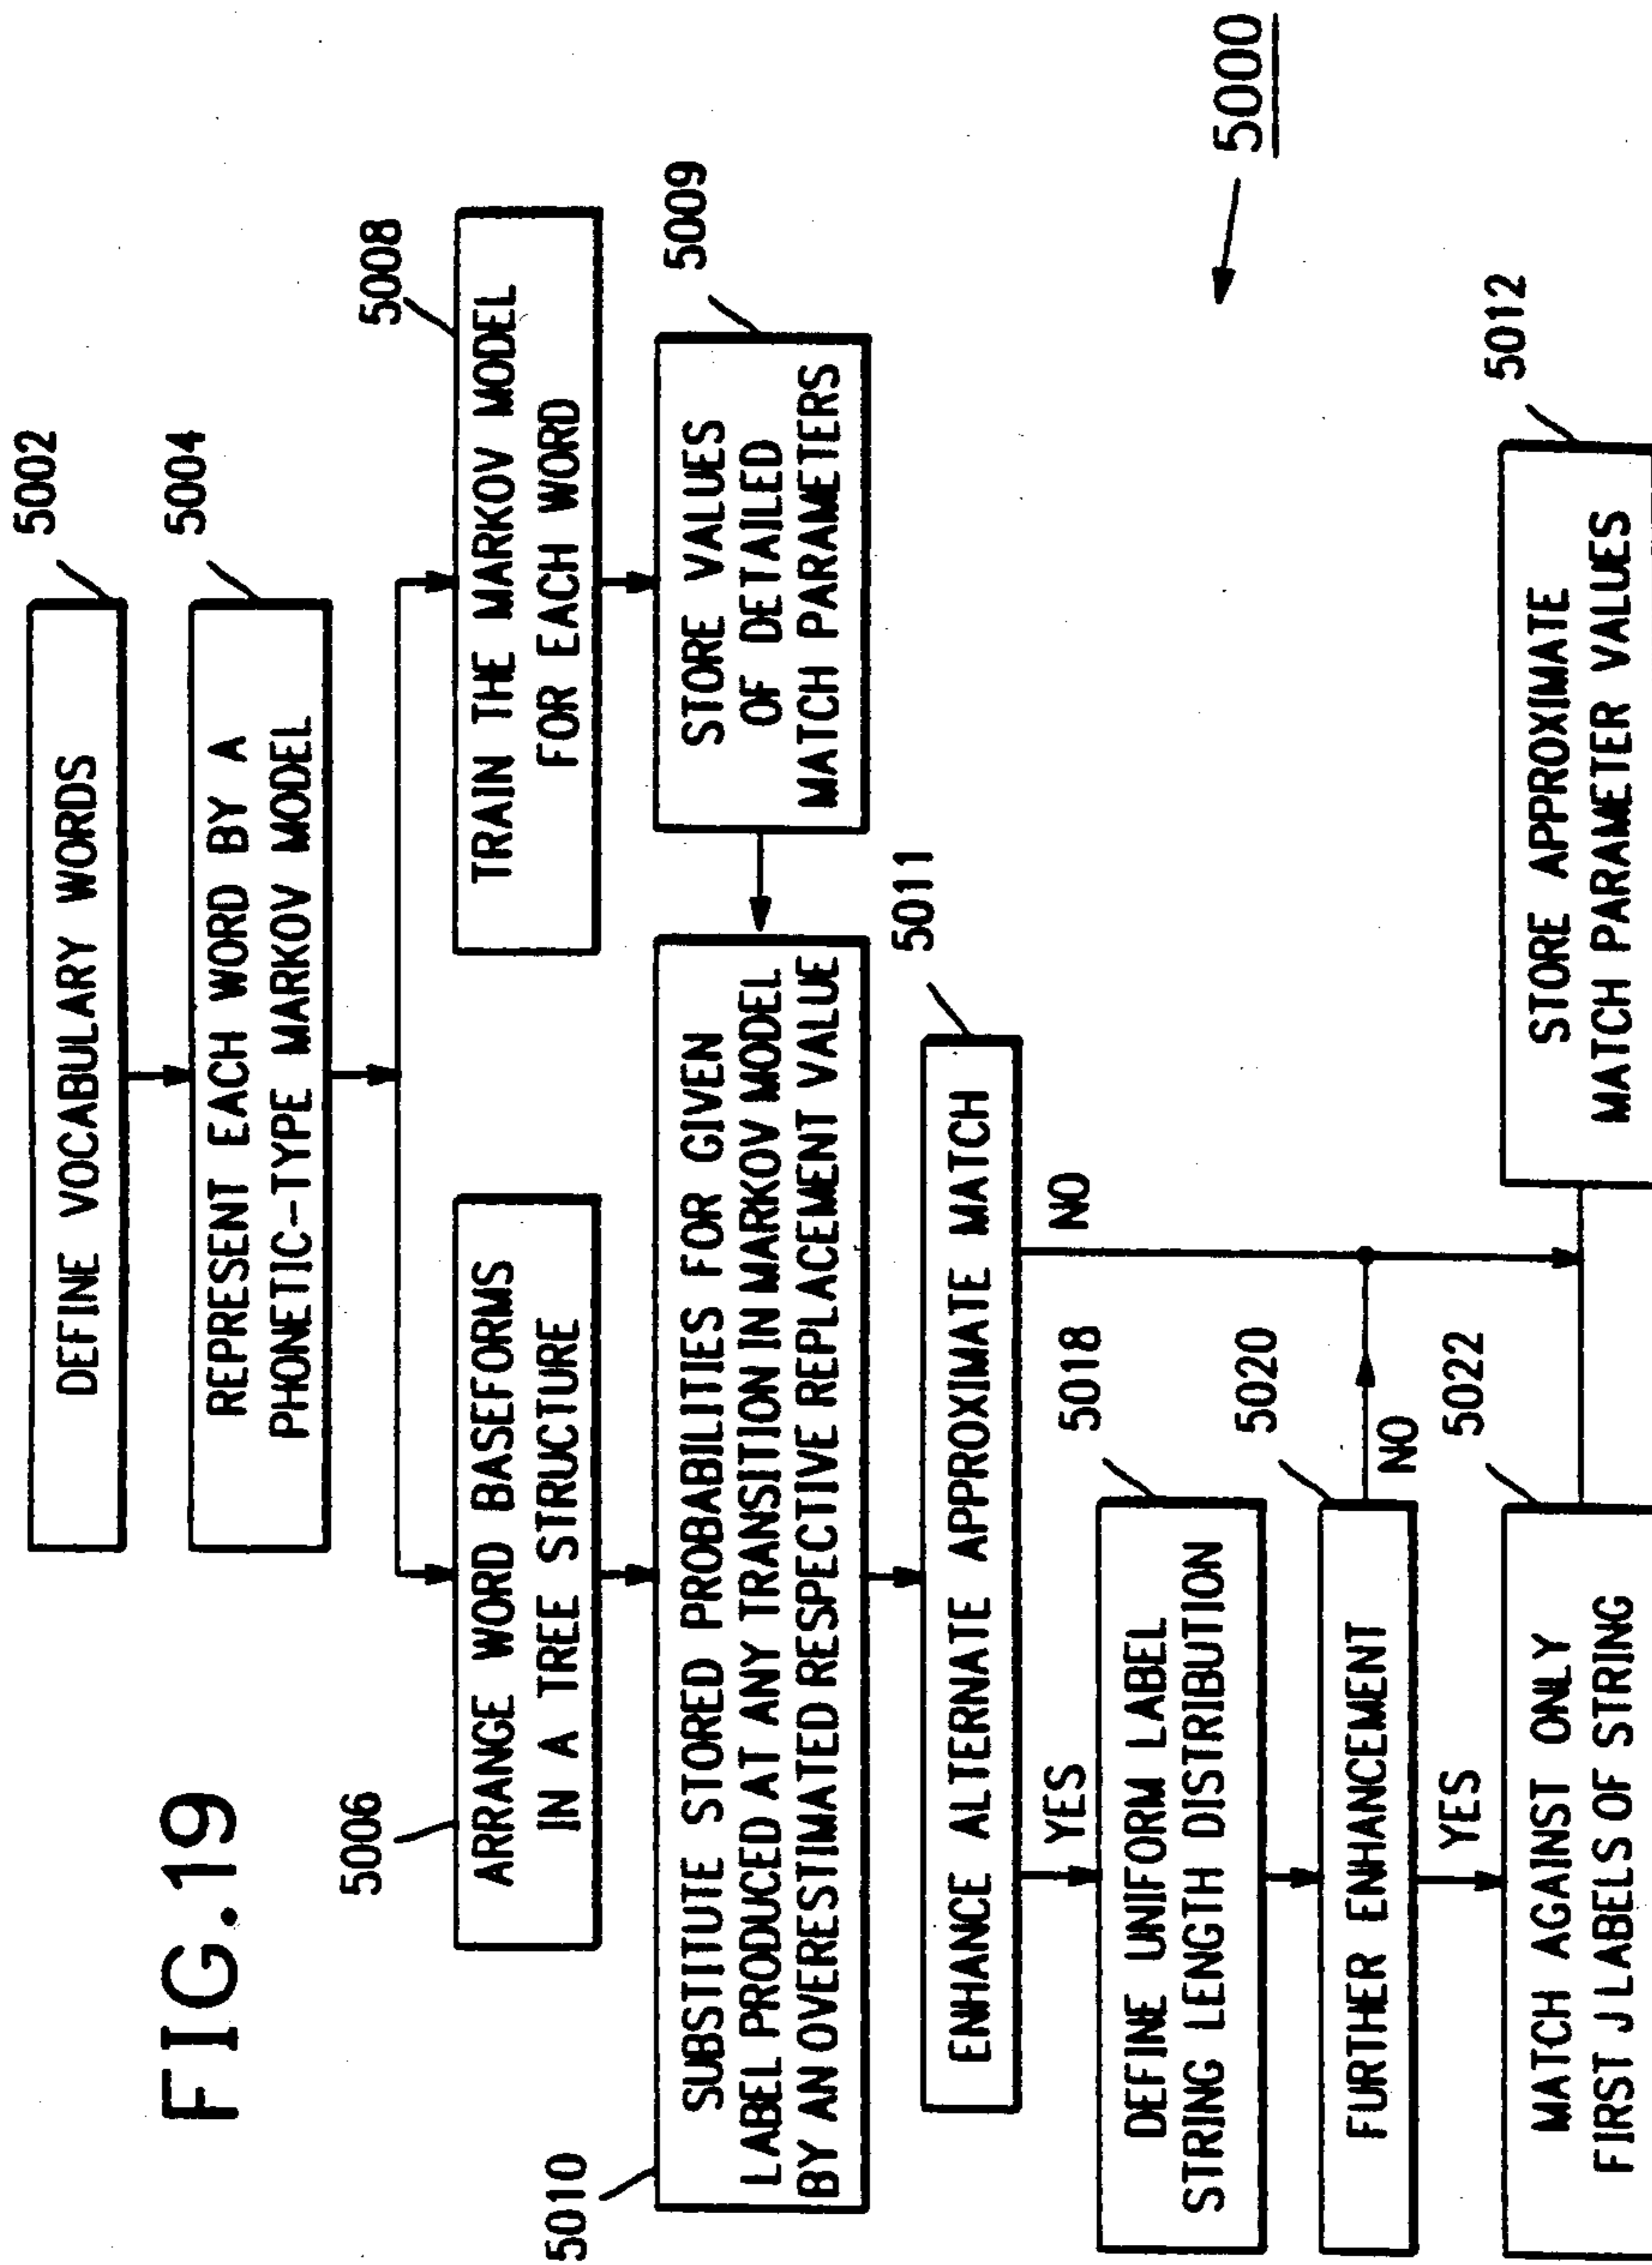 FIG.19
5000
5002
DEFINE VOCABULARY WORDS
5004
REPRESENT EACH WORD BY A
PHONETIC-TYPE MARKOV MODEL
5006
ARRANGE WORD BASEFORMS
IN A TREE STRUCTURE
5008
TRAIN THE MARKOV MODEL
FOR EACH WORD
5009
STORE VALUES
OF DETAILED
MATCH PARAMETERS
5010
SUBSTITUTE STORED PROBABILITIES FOR GIVEN
LABEL PRODUCED AT ANY TRANSITION IN MARKOV MODEL
BY AN OVERESTIMATED RESPECTIVE REPLACEMENT VALUE
5011
ENHANCE ALTERNATE APPROXIMATE MATCH
YES
NO
5018
DEFINE UNIFORM LABEL
STRING LENGTH DISTRIBUTION
5020
FURTHER ENHANCEMENT
NO
YES
5022
MATCH AGAINST ONLY
FIRST J LABELS OF STRING
5012
STORE APPROXIMATE
MATCH PARAMETER VALUES